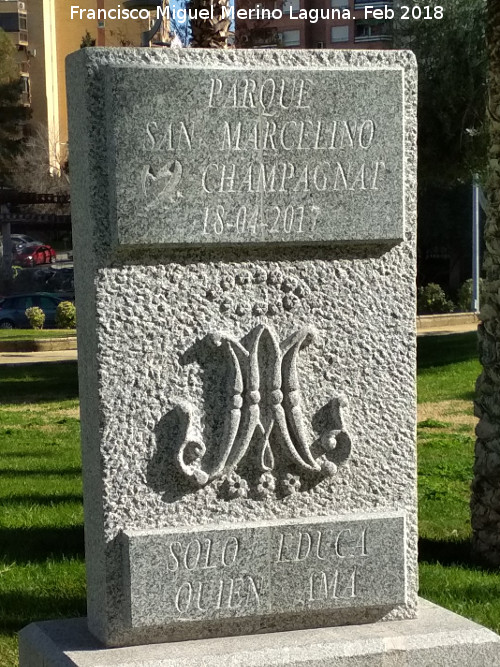 Francisco Miguel Merino Laguna. Feb 2018
PARQUE
SAN MARCELINO
CHAMPAGNAT
18-04-2017
SOLO EDUCA
QUIEN AMA